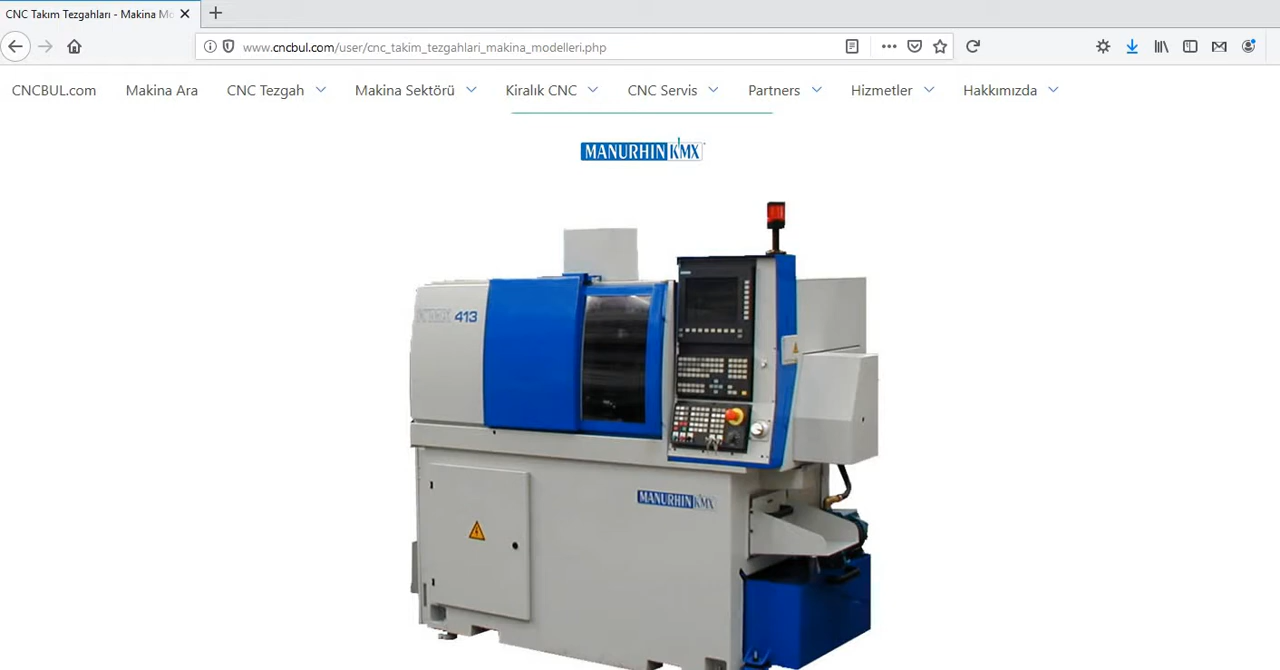 CNC Takım Tezgahları - Makina Mo
www.cncbul.com/user/cnc_takim_tezgahlari_makina_modelleri.php
CNCBUL.com Makina Ara CNC Tezgah Makina Sektörü Kiralık CNC CNC Servis Partners Hizmetler Hakkımızda
MANURHIN KMX
413
MANURHIN KMX